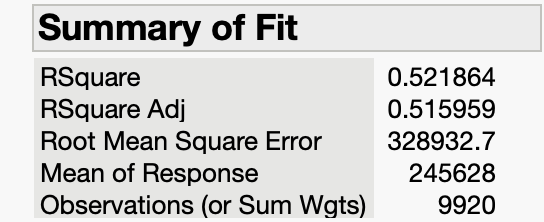 Summary of Fit
RSquare 0.521864
RSquare Adj 0.515959
Root Mean Square Error 328932.7
Mean of Response 245628
Observations (or Sum Wgts) 9920